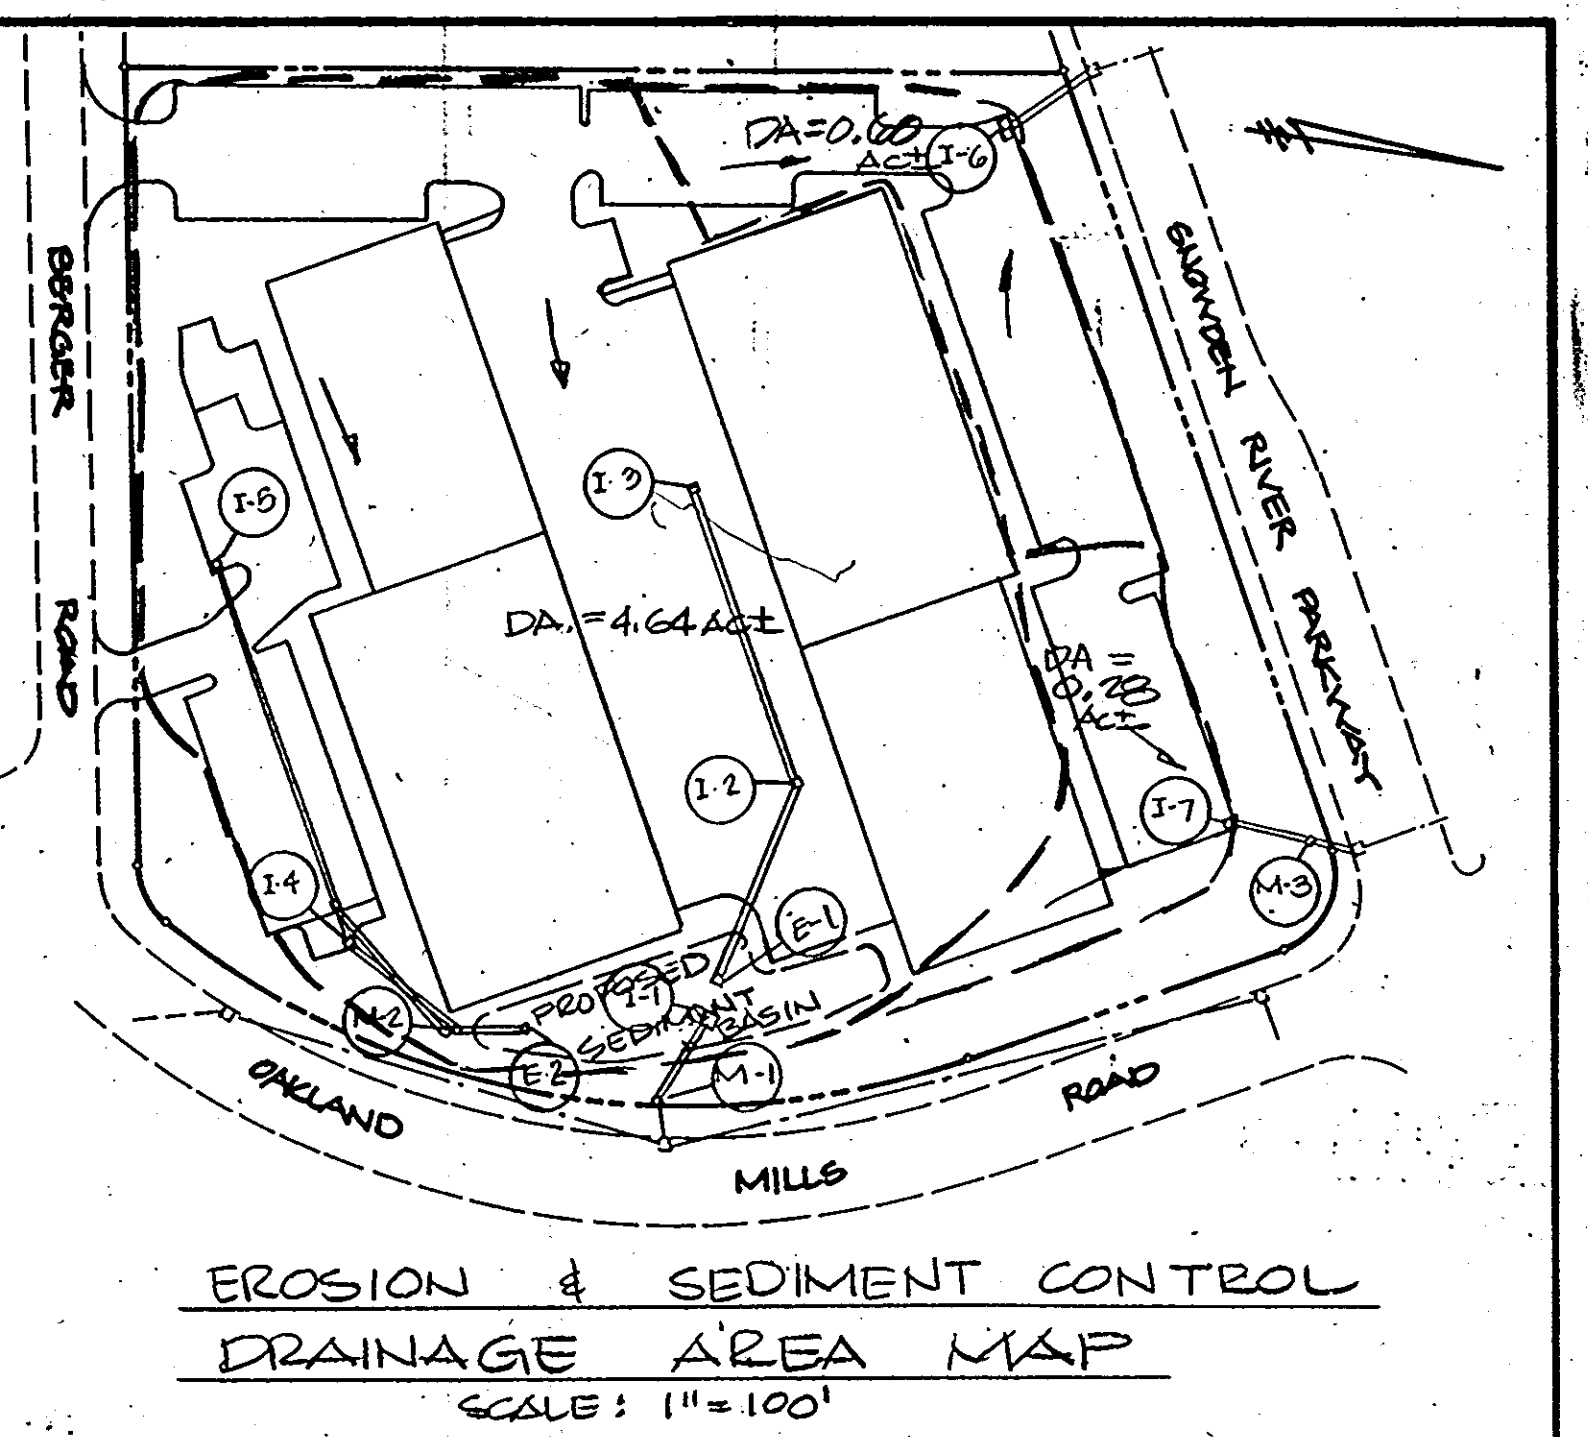 DA=0.60
AC±
I-6
N
BERGER
ROAD
SNOWDEN RIVER PARKWAY
I-5
I-3
DA.=4.64 AC±
DA =
0.28
AC±
I-2
I-7
I-4
M-3
E-1
PROPOSED
SEDIMENT
BASIN
I-1
M-2
E-2
M-1
OAKLAND
MILLS
ROAD
EROSION & SEDIMENT CONTROL
DRAINAGE AREA MAP
SCALE: 1"=100'